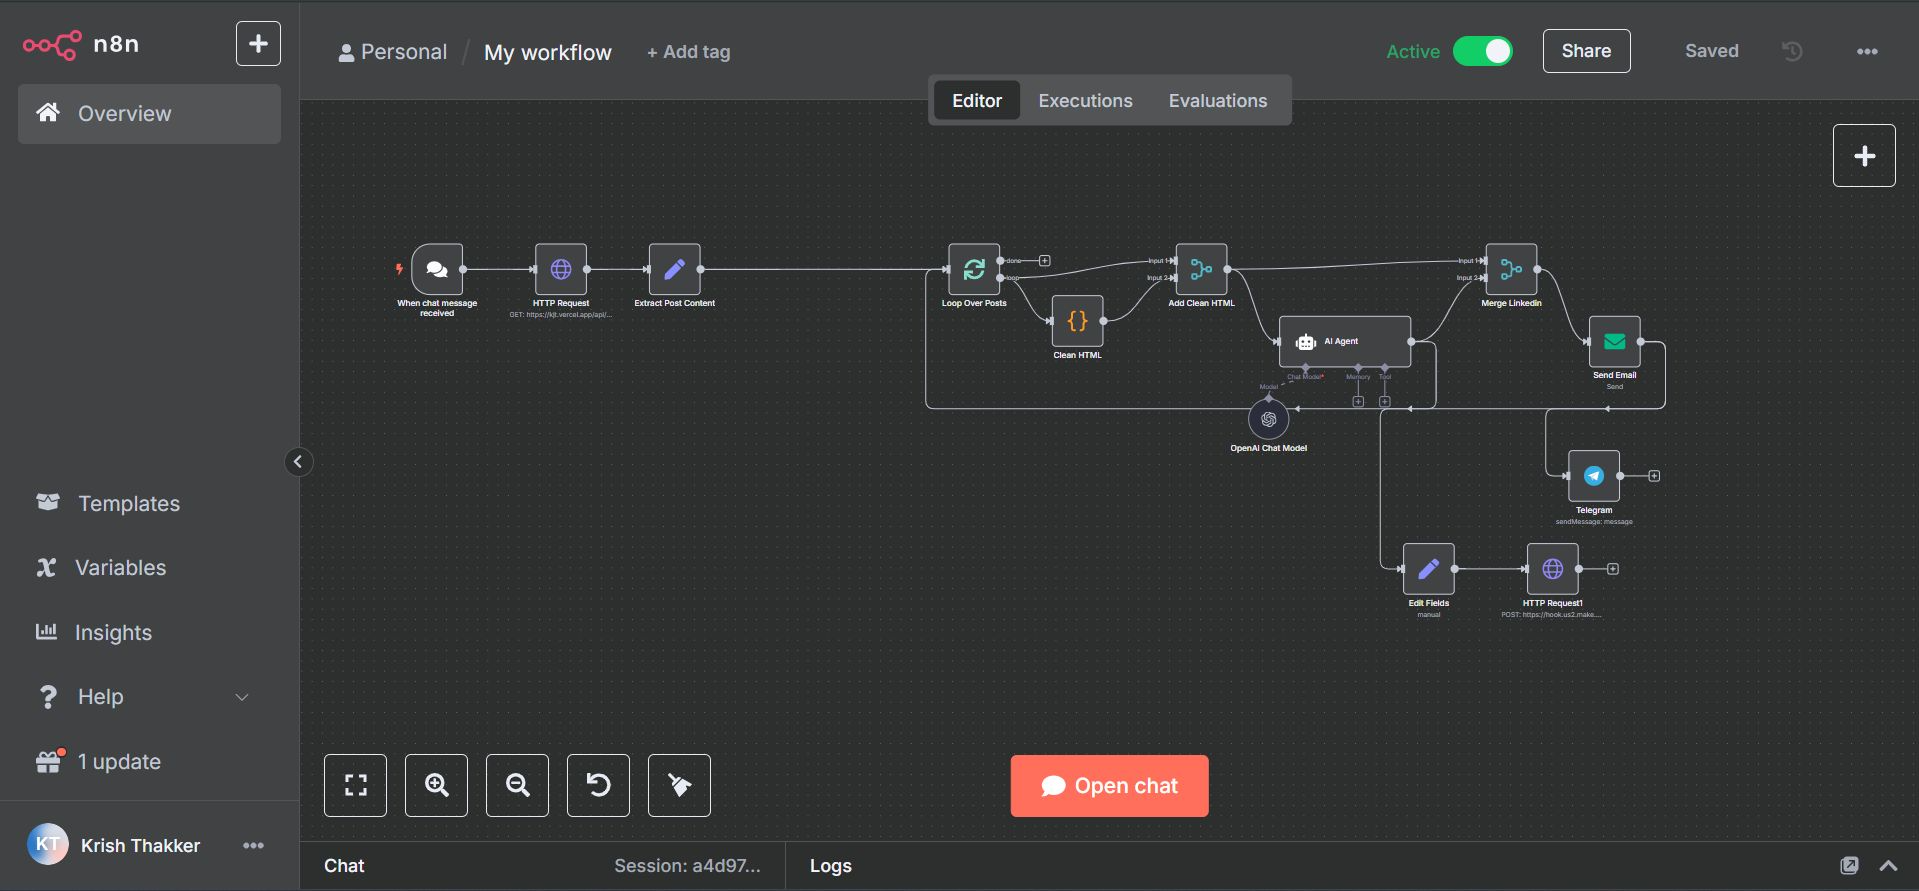 n8n
Overview
Templates
Variables
Insights
Help
1 update
KT
Krish Thakker
Personal / My workflow + Add tag
Active
Share
Saved
Editor
Executions
Evaluations
When chat message
received
HTTP Request
GET: https://kjt.vercel.app/api/...
Extract Post Content
Loop Over Posts
done
loop
Clean HTML
Input 1
Input 2
Add Clean HTML
AI Agent
Chat Model*
Memory
Tool
Model
OpenAI Chat Model
Input 1
Input 2
Merge Linkedin
Send Email
Send
Telegram
sendMessage: message
Edit Fields
manual
HTTP Request1
POST: https://hook.us2.make....
Open chat
Chat
Session: a4d97...
Logs